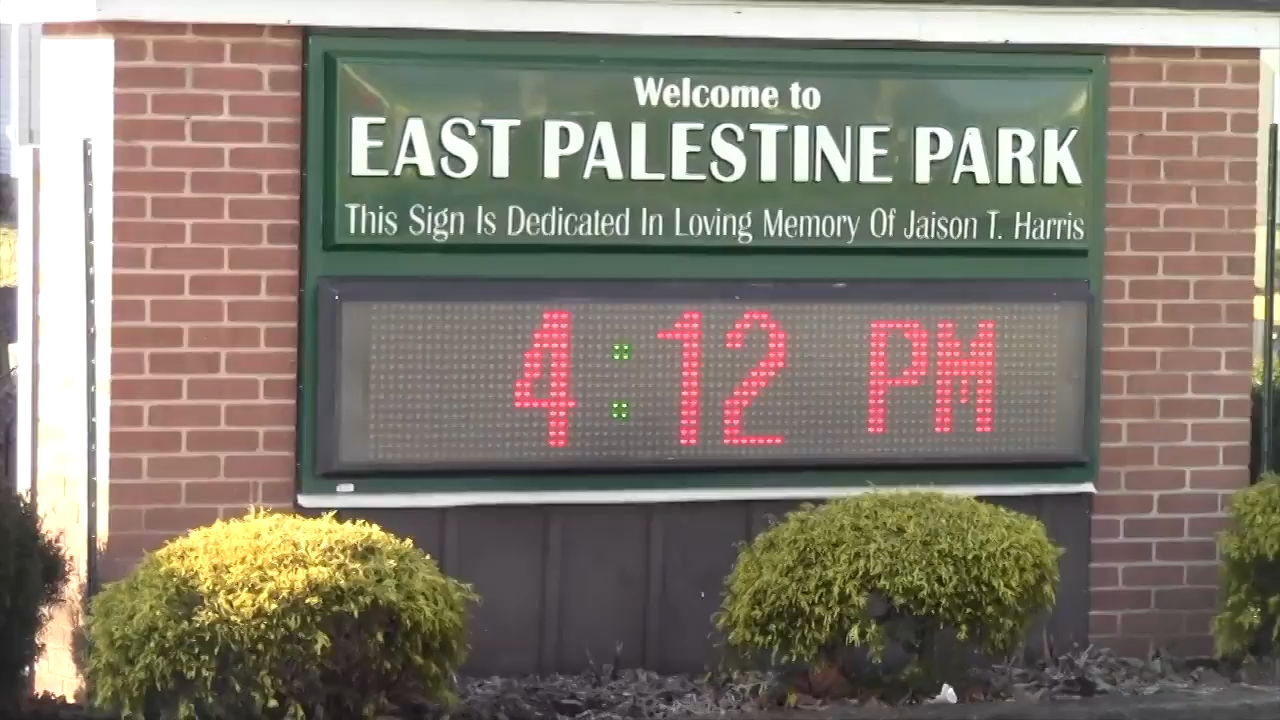 Welcome to
EAST PALESTINE PARK
This Sign Is Dedicated In Loving Memory Of Jaison T. Harris
4:12 PM